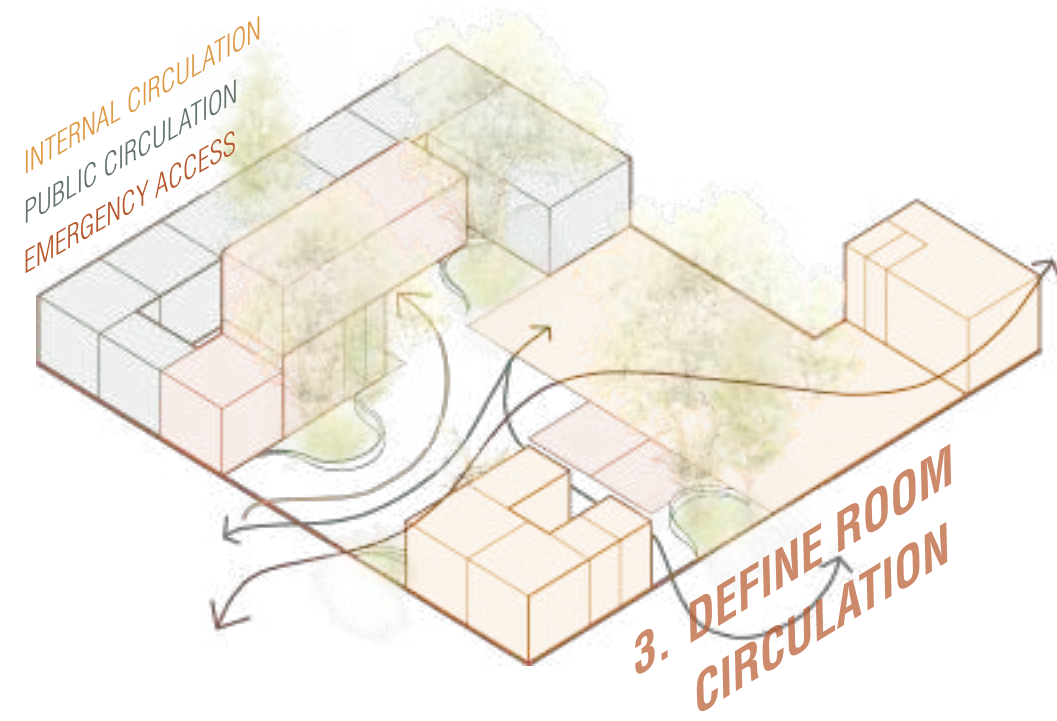 INTERNAL CIRCULATION
PUBLIC CIRCULATION
EMERGENCY ACCESS
3. DEFINE ROOM
CIRCULATION